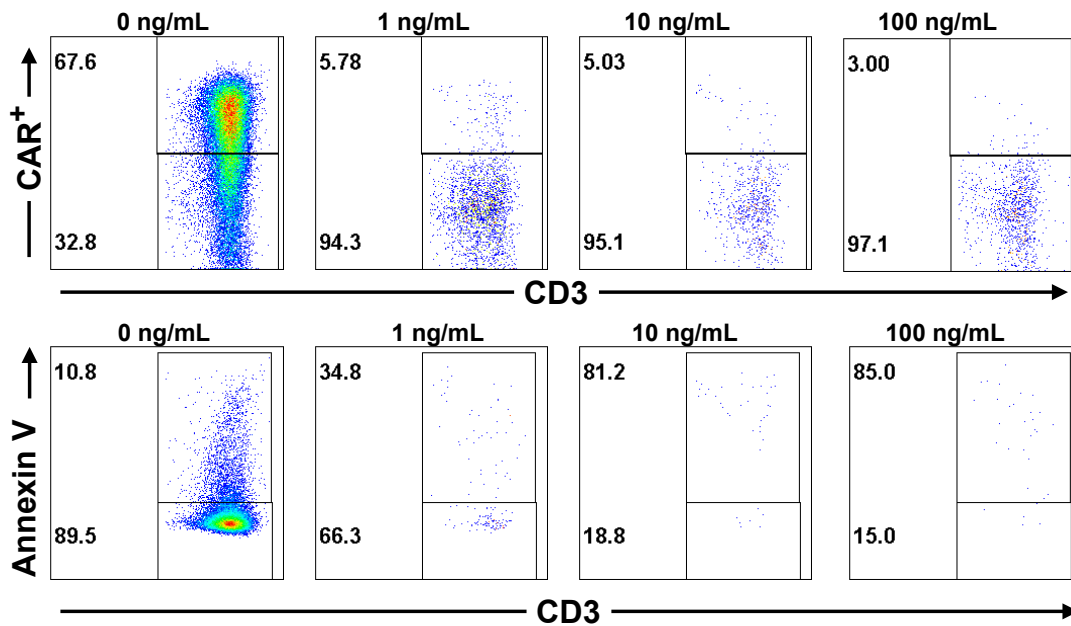 0 ng/mL 1 ng/mL 10 ng/mL 100 ng/mL
67.6 5.78 5.03 3.00
CAR+
32.8 94.3 95.1 97.1
CD3
0 ng/mL 1 ng/mL 10 ng/mL 100 ng/mL
10.8 34.8 81.2 85.0
Annexin V
89.5 66.3 18.8 15.0
CD3